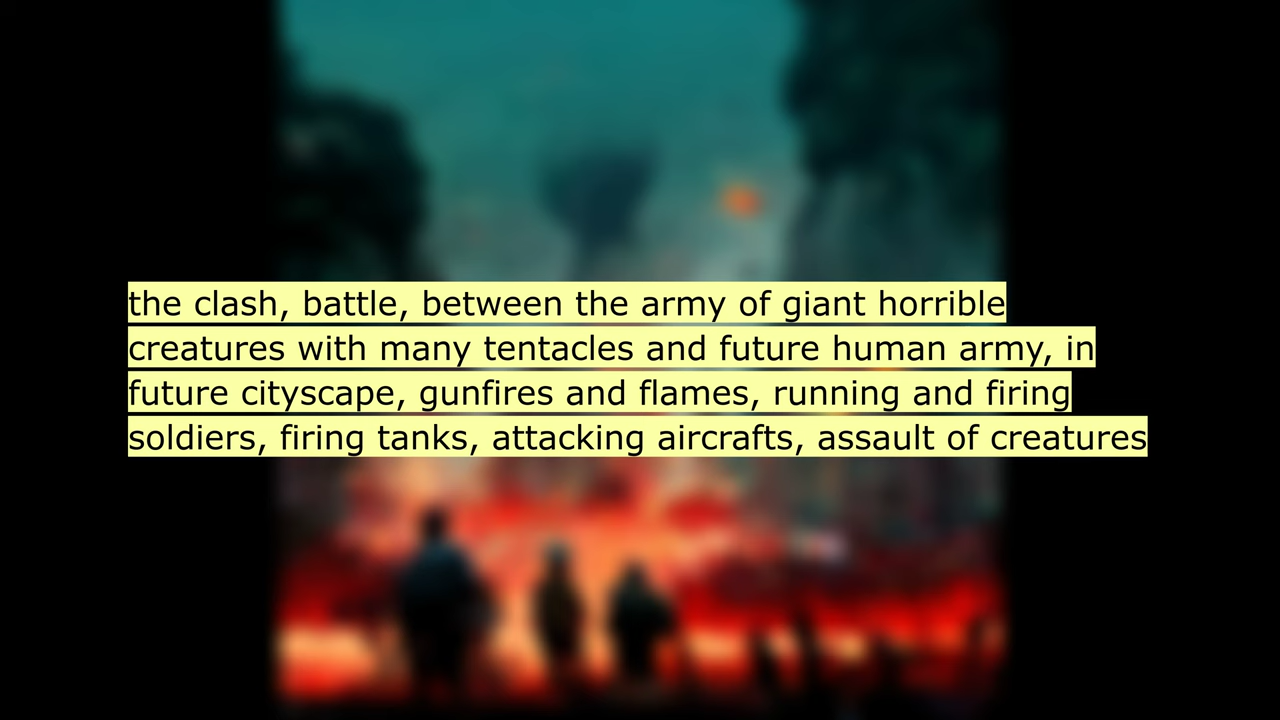 the clash, battle, between the army of giant horrible
creatures with many tentacles and future human army, in
future cityscape, gunfires and flames, running and firing
soldiers, firing tanks, attacking aircrafts, assault of creatures